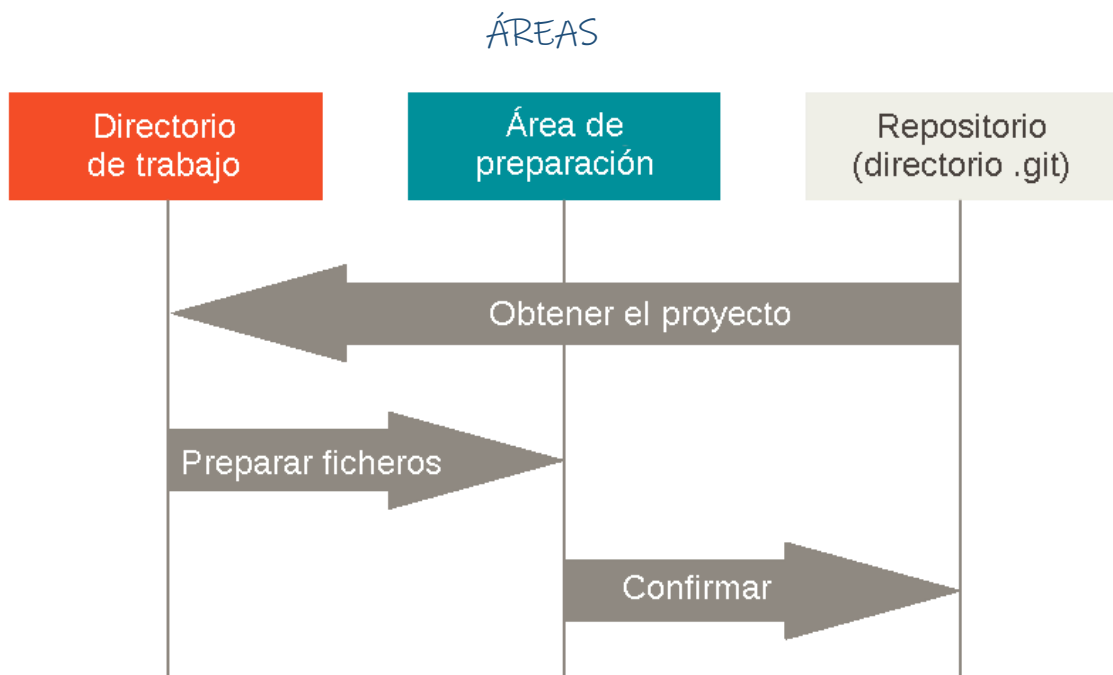 ÁREAS
Directorio
de trabajo
Área de
preparación
Repositorio
(directorio .git)
Obtener el proyecto
Preparar ficheros
Confirmar